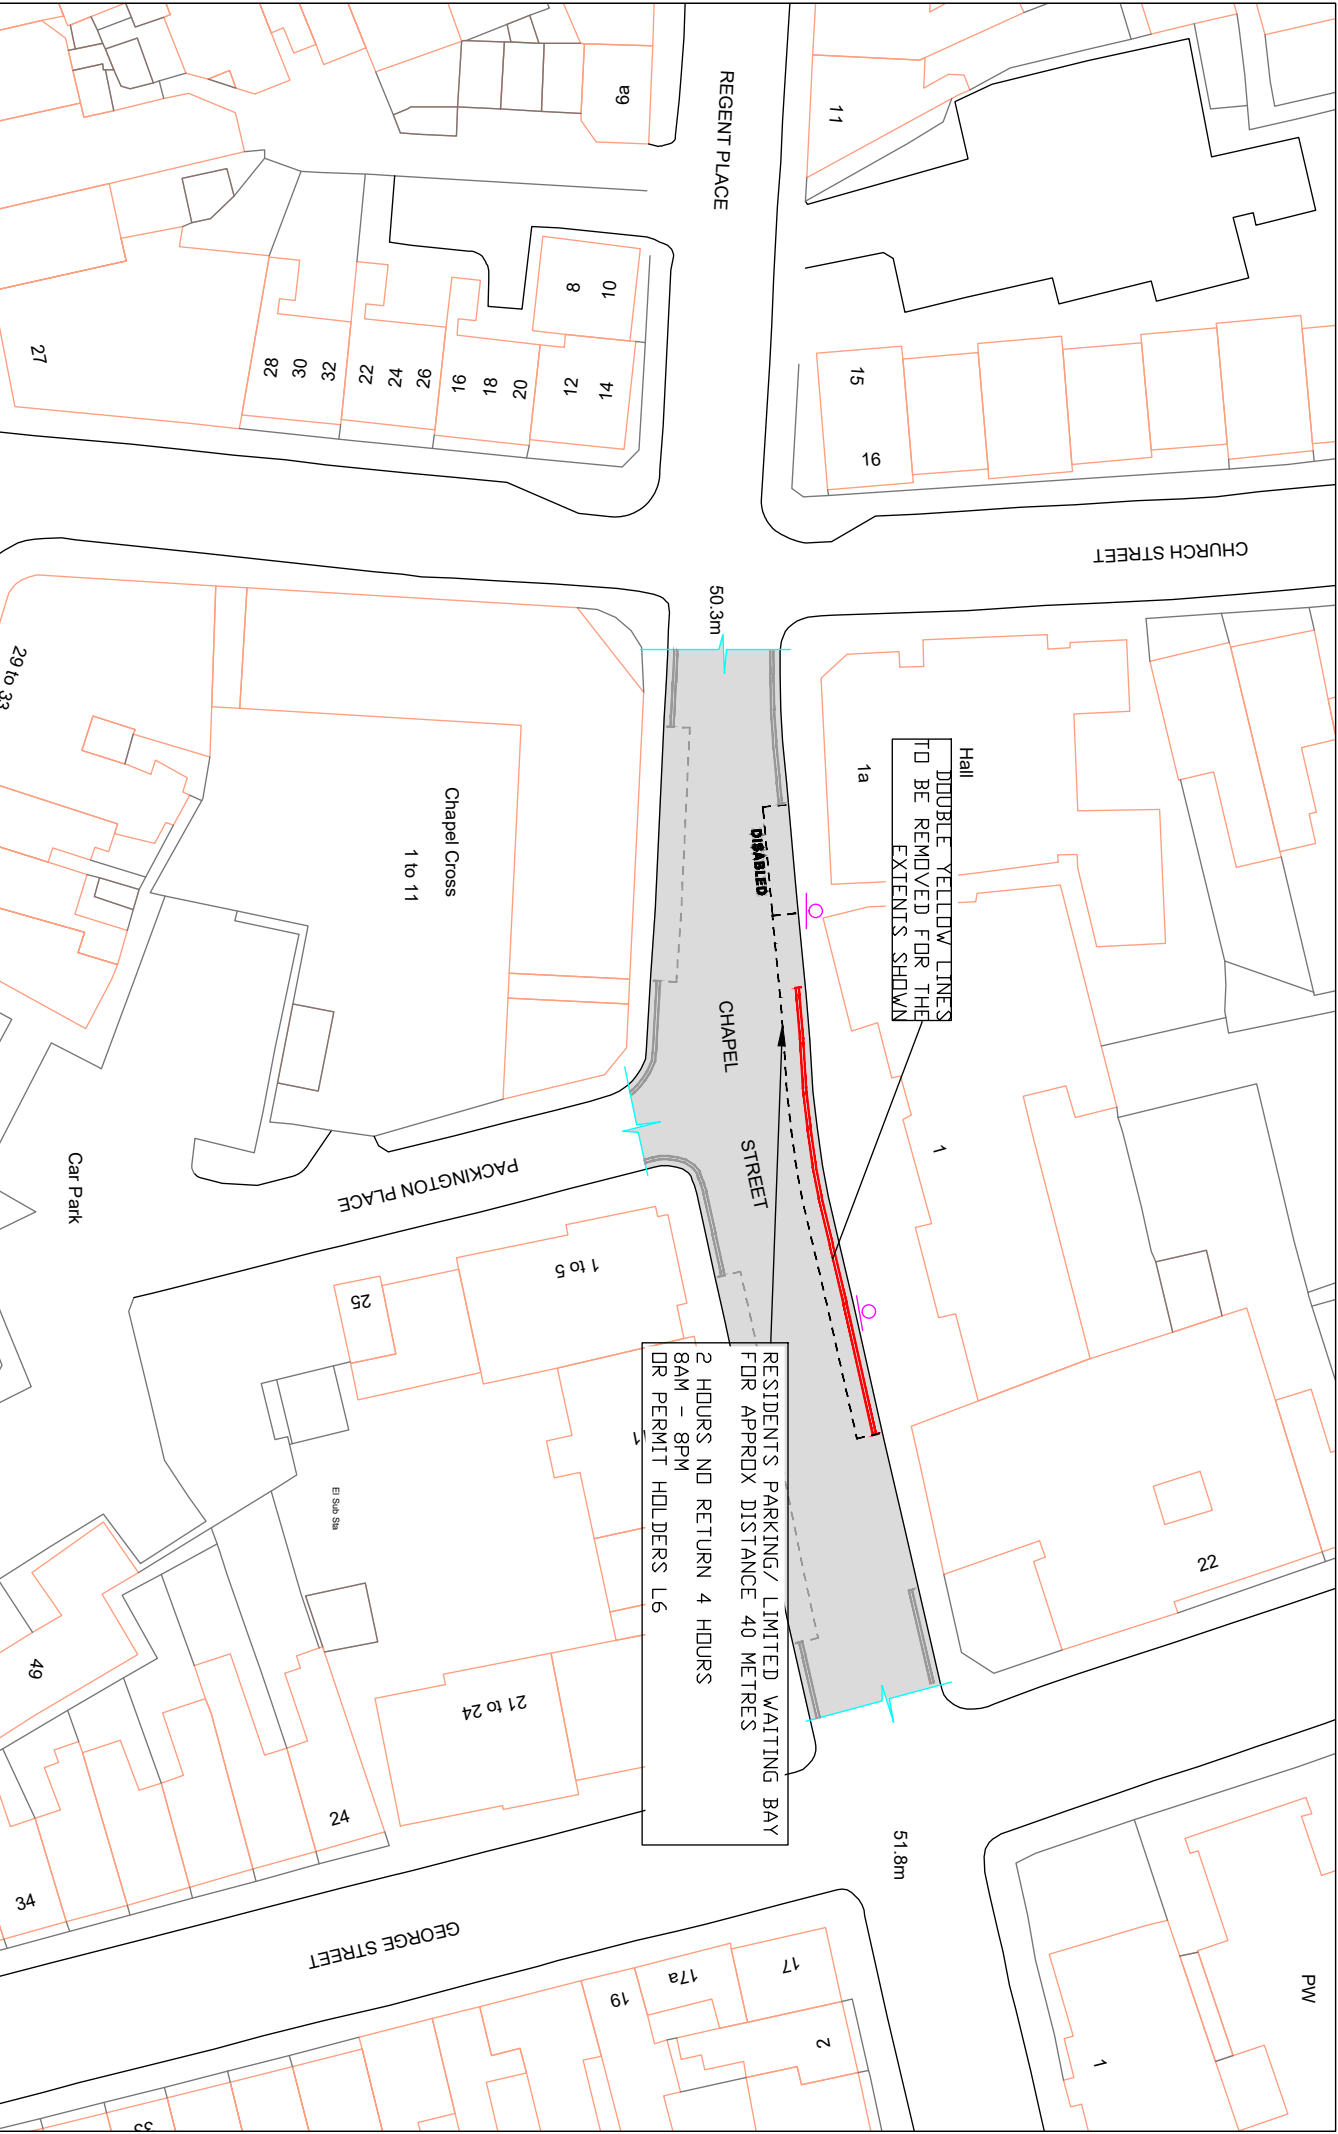 REGENT PLACE
CHURCH STREET
CHAPEL
STREET
PACKINGTON PLACE
GEORGE STREET
DOUBLE YELLOW LINES
TO BE REMOVED FOR THE
EXTENTS SHOWN
RESIDENTS PARKING/ LIMITED WAITING BAY
FOR APPROX DISTANCE 40 METRES
2 HOURS NO RETURN 4 HOURS
8AM - 8PM
OR PERMIT HOLDERS L6
DISABLED
Hall
1a
1
22
PW
1
51.8m
50.3m
11
15
16
6a
10
8
14
12
20
18
16
26
24
22
32
30
28
27
29 to 33
Chapel Cross
1 to 11
Car Park
1 to 5
25
El Sub Sta
21 to 24
24
34
49
17
17a
19
2